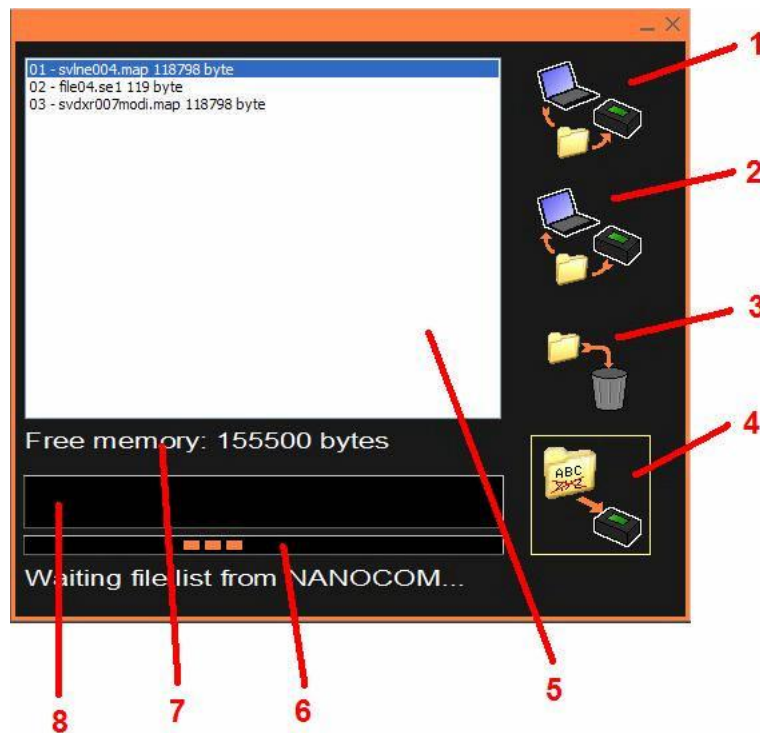 01 - svlne004.map 118798 byte
02 - file04.se1 119 byte
03 - svdxr007modi.map 118798 byte
1
2
3
4
ABC
XYZ
Free memory: 155500 bytes
Waiting file list from NANOCOM...
5
6
7
8